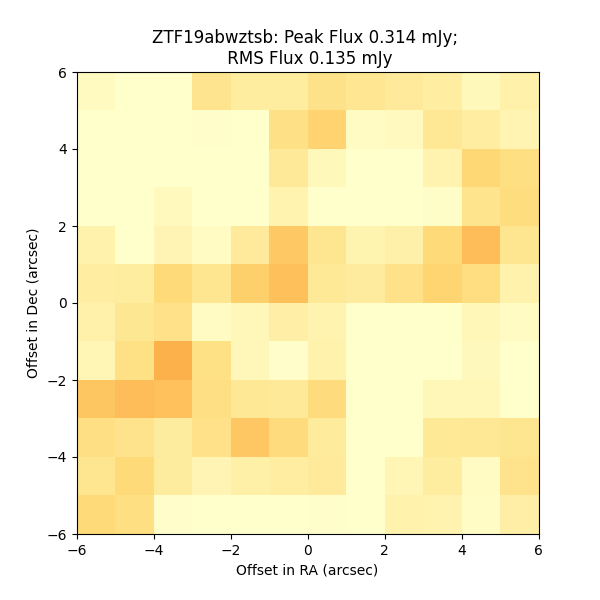 ZTF19abwztsb: Peak Flux 0.314 mJy;
RMS Flux 0.135 mJy
6
4
2
0
−2
−4
−6
Offset in Dec (arcsec)
−6 −4 −2 0 2 4 6
Offset in RA (arcsec)